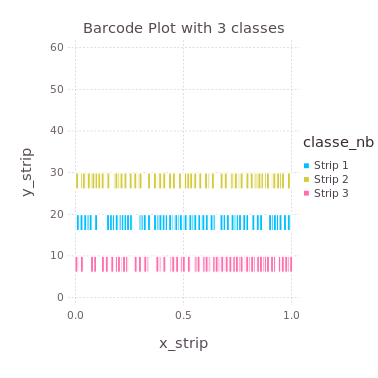 Barcode Plot with 3 classes
60
50
40
30
20
10
0
y_strip
0.0
0.5
1.0
x_strip
classe_nb
Strip 1
Strip 2
Strip 3